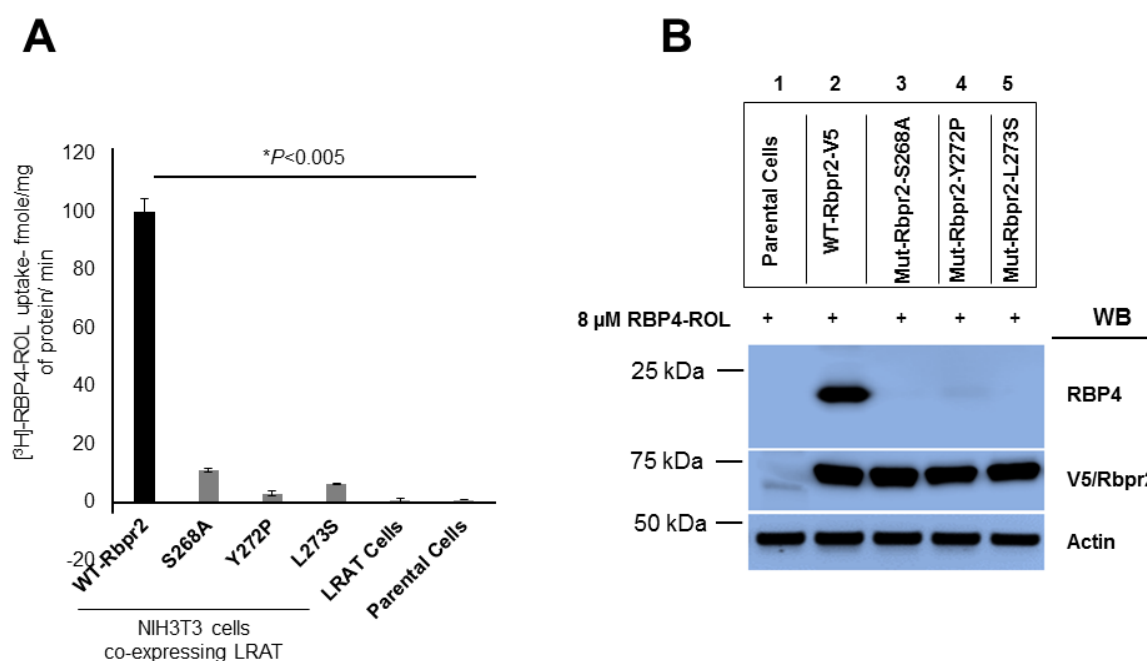 A
120
100
80
60
40
20
0
-20
[³H]-RBP4-ROL uptake- fmole/mg
of protein/ min
*P<0.005
WT-Rbpr2
S268A
Y272P
L273S
LRAT Cells
Parental Cells
NIH3T3 cells
co-expressing LRAT
B
1 2 3 4 5
Parental Cells
WT-Rbpr2-V5
Mut-Rbpr2-S268A
Mut-Rbpr2-Y272P
Mut-Rbpr2-L273S
8 µM RBP4-ROL + + + + +
WB
25 kDa
RBP4
75 kDa
V5/Rbpr2
50 kDa
Actin